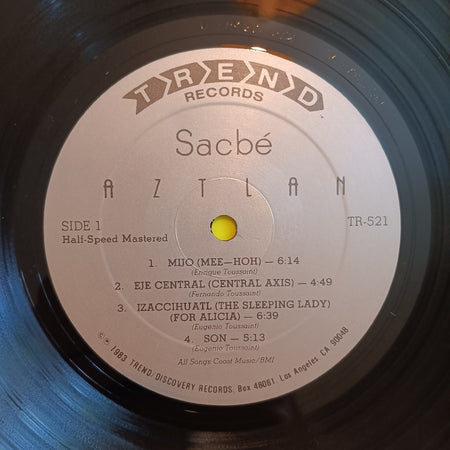 TREND
RECORDS
Sacbé
AZTLAN
SIDE 1
TR-521
Half-Speed Mastered
1. MIJO (MEE—HOH) — 6:14
(Enrique Toussaint)
2. EJE CENTRAL (CENTRAL AXIS) — 4:49
(Fernando Toussaint)
3. IZACCIHUATL (THE SLEEPING LADY)
(FOR ALICIA) — 6:39
(Eugenio Toussaint)
4. SON — 5:13
(Eugenio Toussaint)
All Songs Coast Music/BMI
©℗ 1983 TREND/DISCOVERY RECORDS, Box 48081, Los Angeles, CA 90048